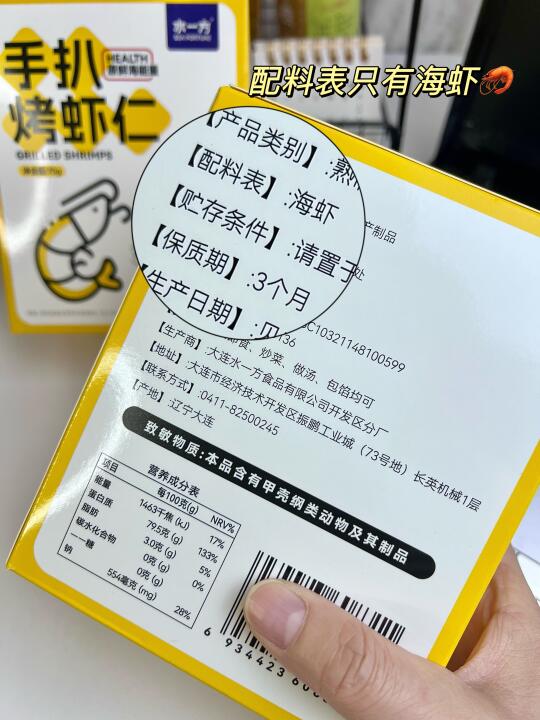 配料表只有海虾🦐
水一方
手扒
HEALTH
烤虾仁
GRILLED SHRIMPS
【产品类别】:熟
产制品
【配料表】:海虾
【贮存条件】:请置于
处
【保质期】:3个月
【生产日期】:见
C10321148100599
136
食、炒菜、做汤、包馅均可
【生产商】:大连水一方食品有限公司开发区分厂
【地址】:大连市经济技术开发区振鹏工业城（73号地）长英机械1层
【联系方式】:0411-82500245
【产地】:辽宁大连
致敏物质:本品含有甲壳纲类动物及其制品
营养成分表
项目 每100克(g) NRV%
能量 1463千焦(kJ) 17%
蛋白质 79.5克(g) 133%
脂肪 3.0克(g) 5%
碳水化合物 0克(g) 0%
——糖 0克(g)
钠 554毫克(mg) 28%
6 934423 608